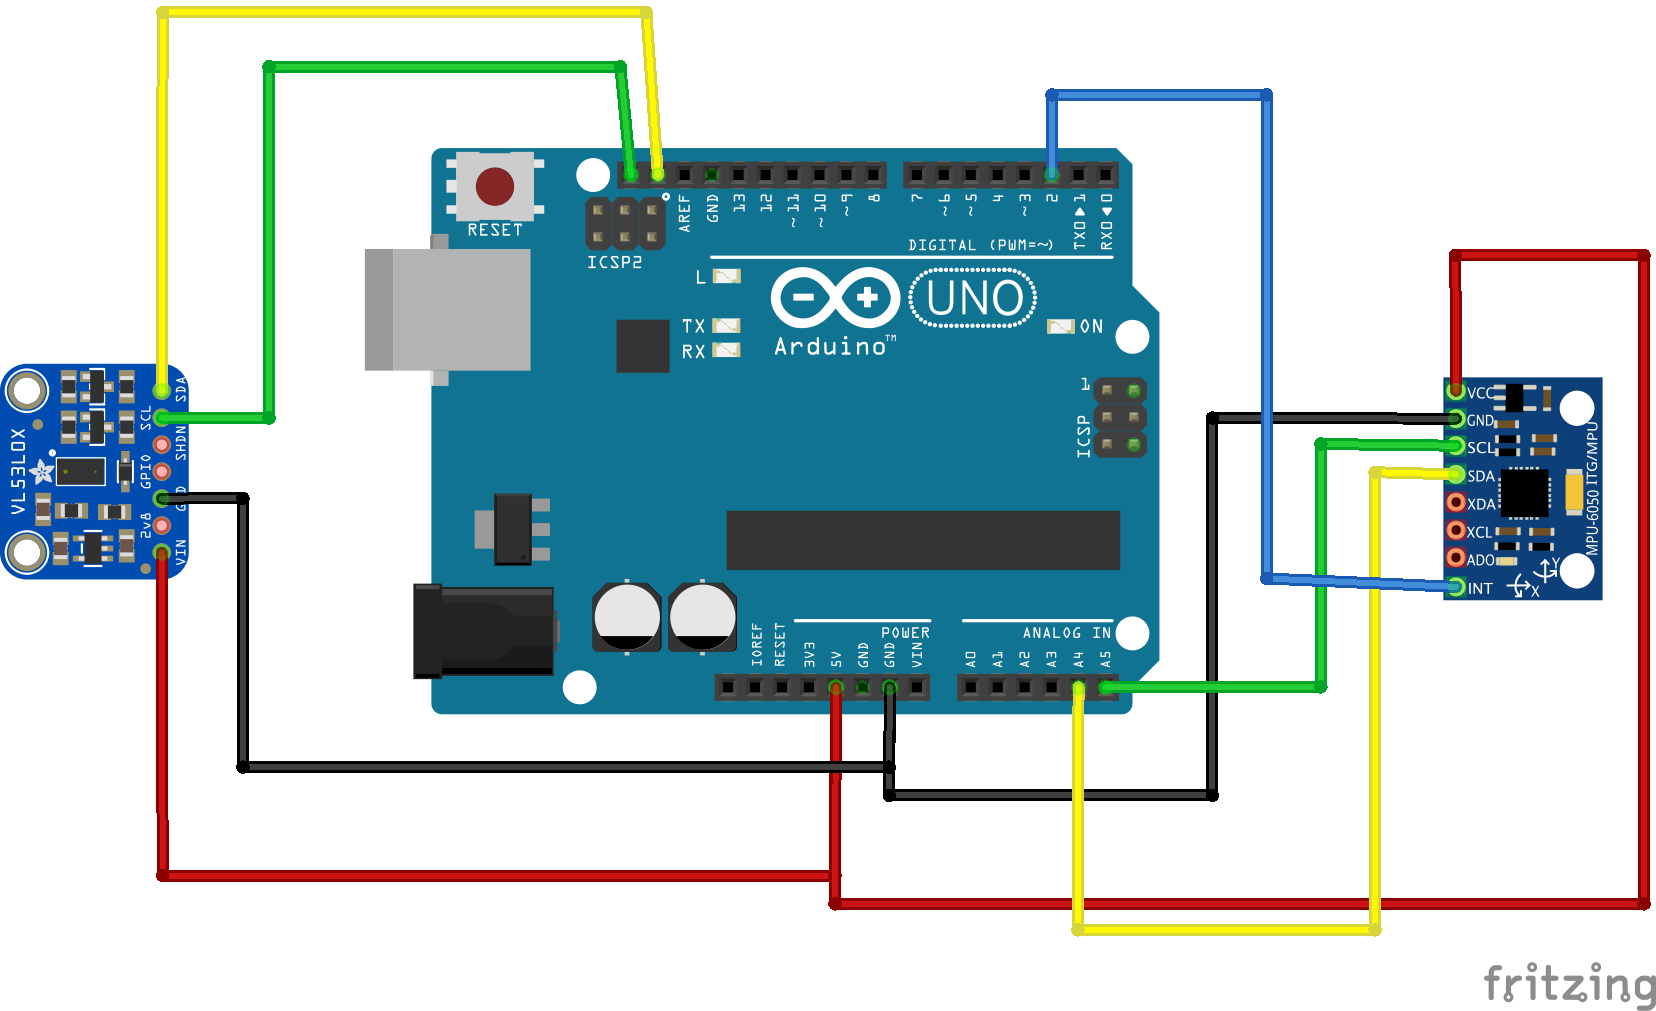 RESET
ICSP2
AREF
GND
13
12
~11
~10
~9
8
7
~6
~5
4
~3
2
TX0▶1
RX0◀0
DIGITAL (PWM=~)
L
TX
RX
UNO
Arduino™
ON
1
ICSP
VL53L0X
SDA
SCL
SHDN
GPIO
2v8
VIN
VCC
GND
SCL
SDA
XDA
XCL
ADO
INT
MPU-6050 ITG/MPU
Y
X
POWER
ANALOG IN
IOREF
RESET
3V3
5V
GND
GND
VIN
A0
A1
A2
A3
A4
A5
fritzing